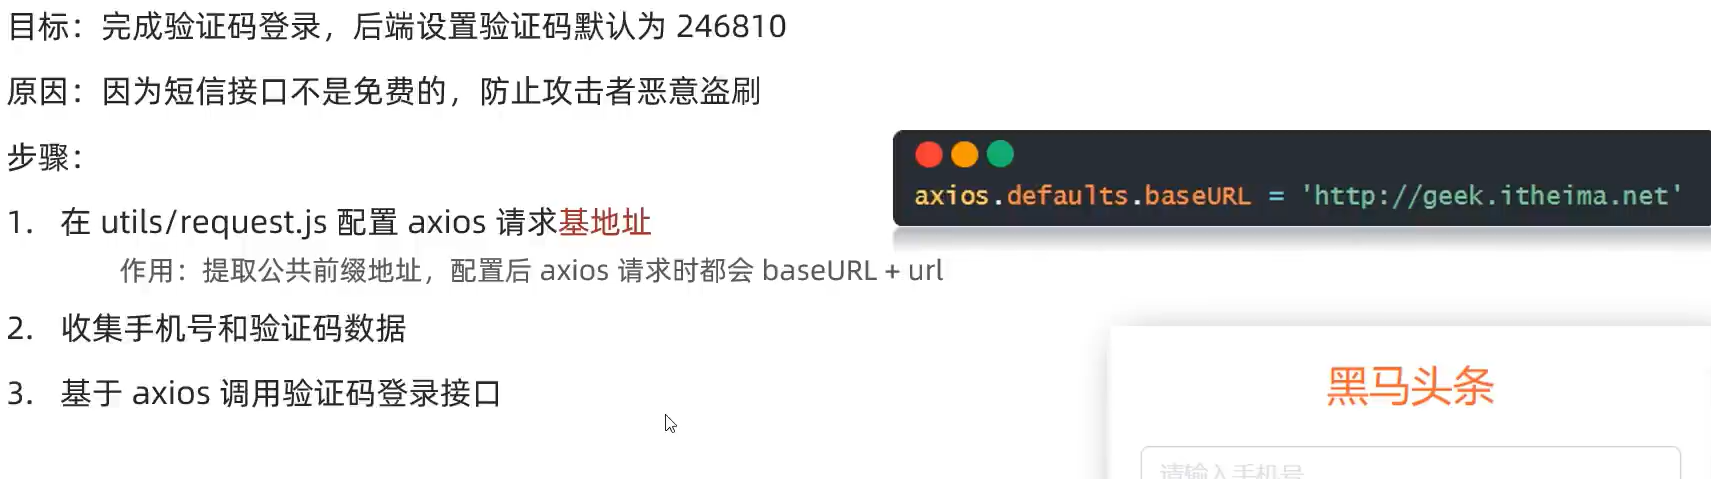 目标：完成验证码登录，后端设置验证码默认为 246810
原因：因为短信接口不是免费的，防止攻击者恶意盗刷
步骤：
1. 在 utils/request.js 配置 axios 请求基地址
作用：提取公共前缀地址，配置后 axios 请求时都会 baseURL + url
2. 收集手机号和验证码数据
3. 基于 axios 调用验证码登录接口
axios.defaults.baseURL = 'http://geek.itheima.net'
黑马头条
请输入手机号